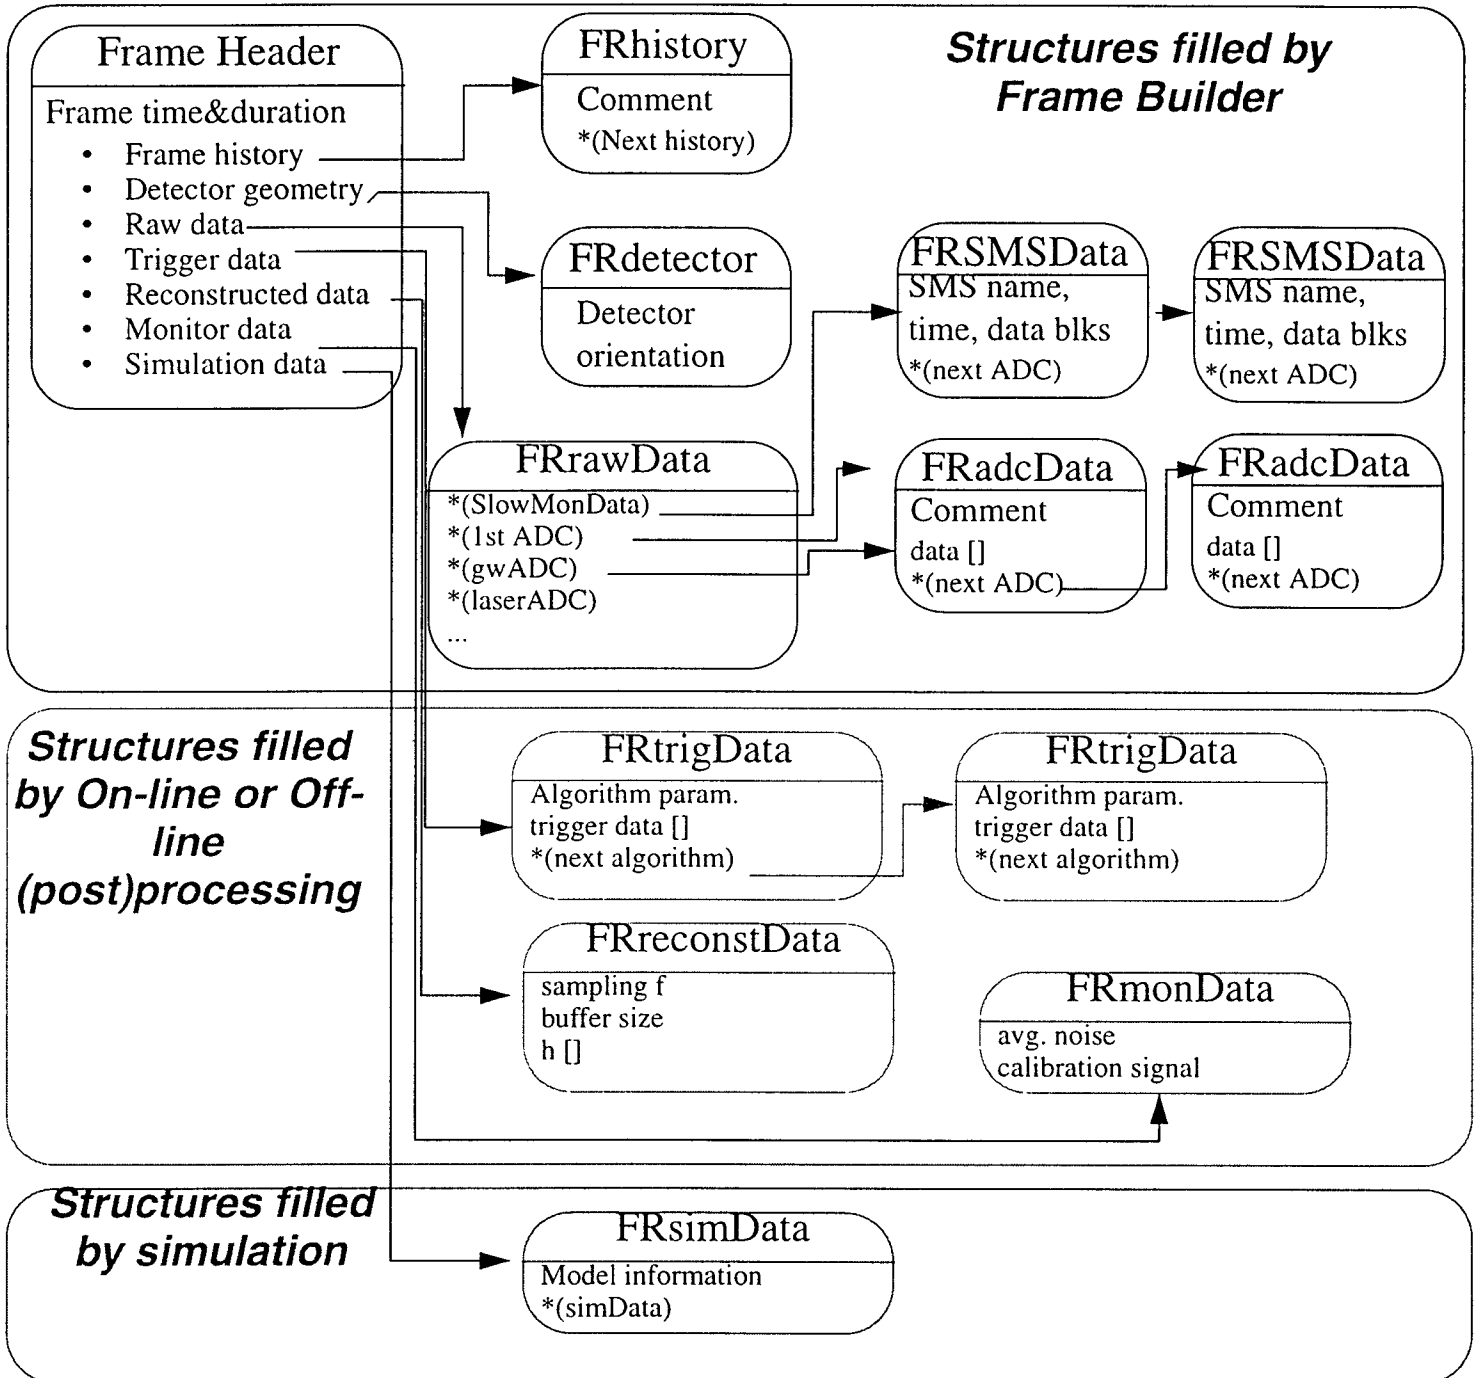 Frame Header
Frame time&duration
• Frame history
• Detector geometry
• Raw data
• Trigger data
• Reconstructed data
• Monitor data
• Simulation data
FRhistory
Comment
*(Next history)
Structures filled by
Frame Builder
FRdetector
Detector
orientation
FRSMSData
SMS name,
time, data blks
*(next ADC)
FRSMSData
SMS name,
time, data blks
*(next ADC)
FRrawData
*(SlowMonData)
*(1st ADC)
*(gwADC)
*(laserADC)
...
FRadcData
Comment
data []
*(next ADC)
FRadcData
Comment
data []
*(next ADC)
Structures filled
by On-line or Off-
line
(post)processing
FRtrigData
Algorithm param.
trigger data []
*(next algorithm)
FRtrigData
Algorithm param.
trigger data []
*(next algorithm)
FRreconstData
sampling f
buffer size
h []
FRmonData
avg. noise
calibration signal
Structures filled
by simulation
FRsimData
Model information
*(simData)